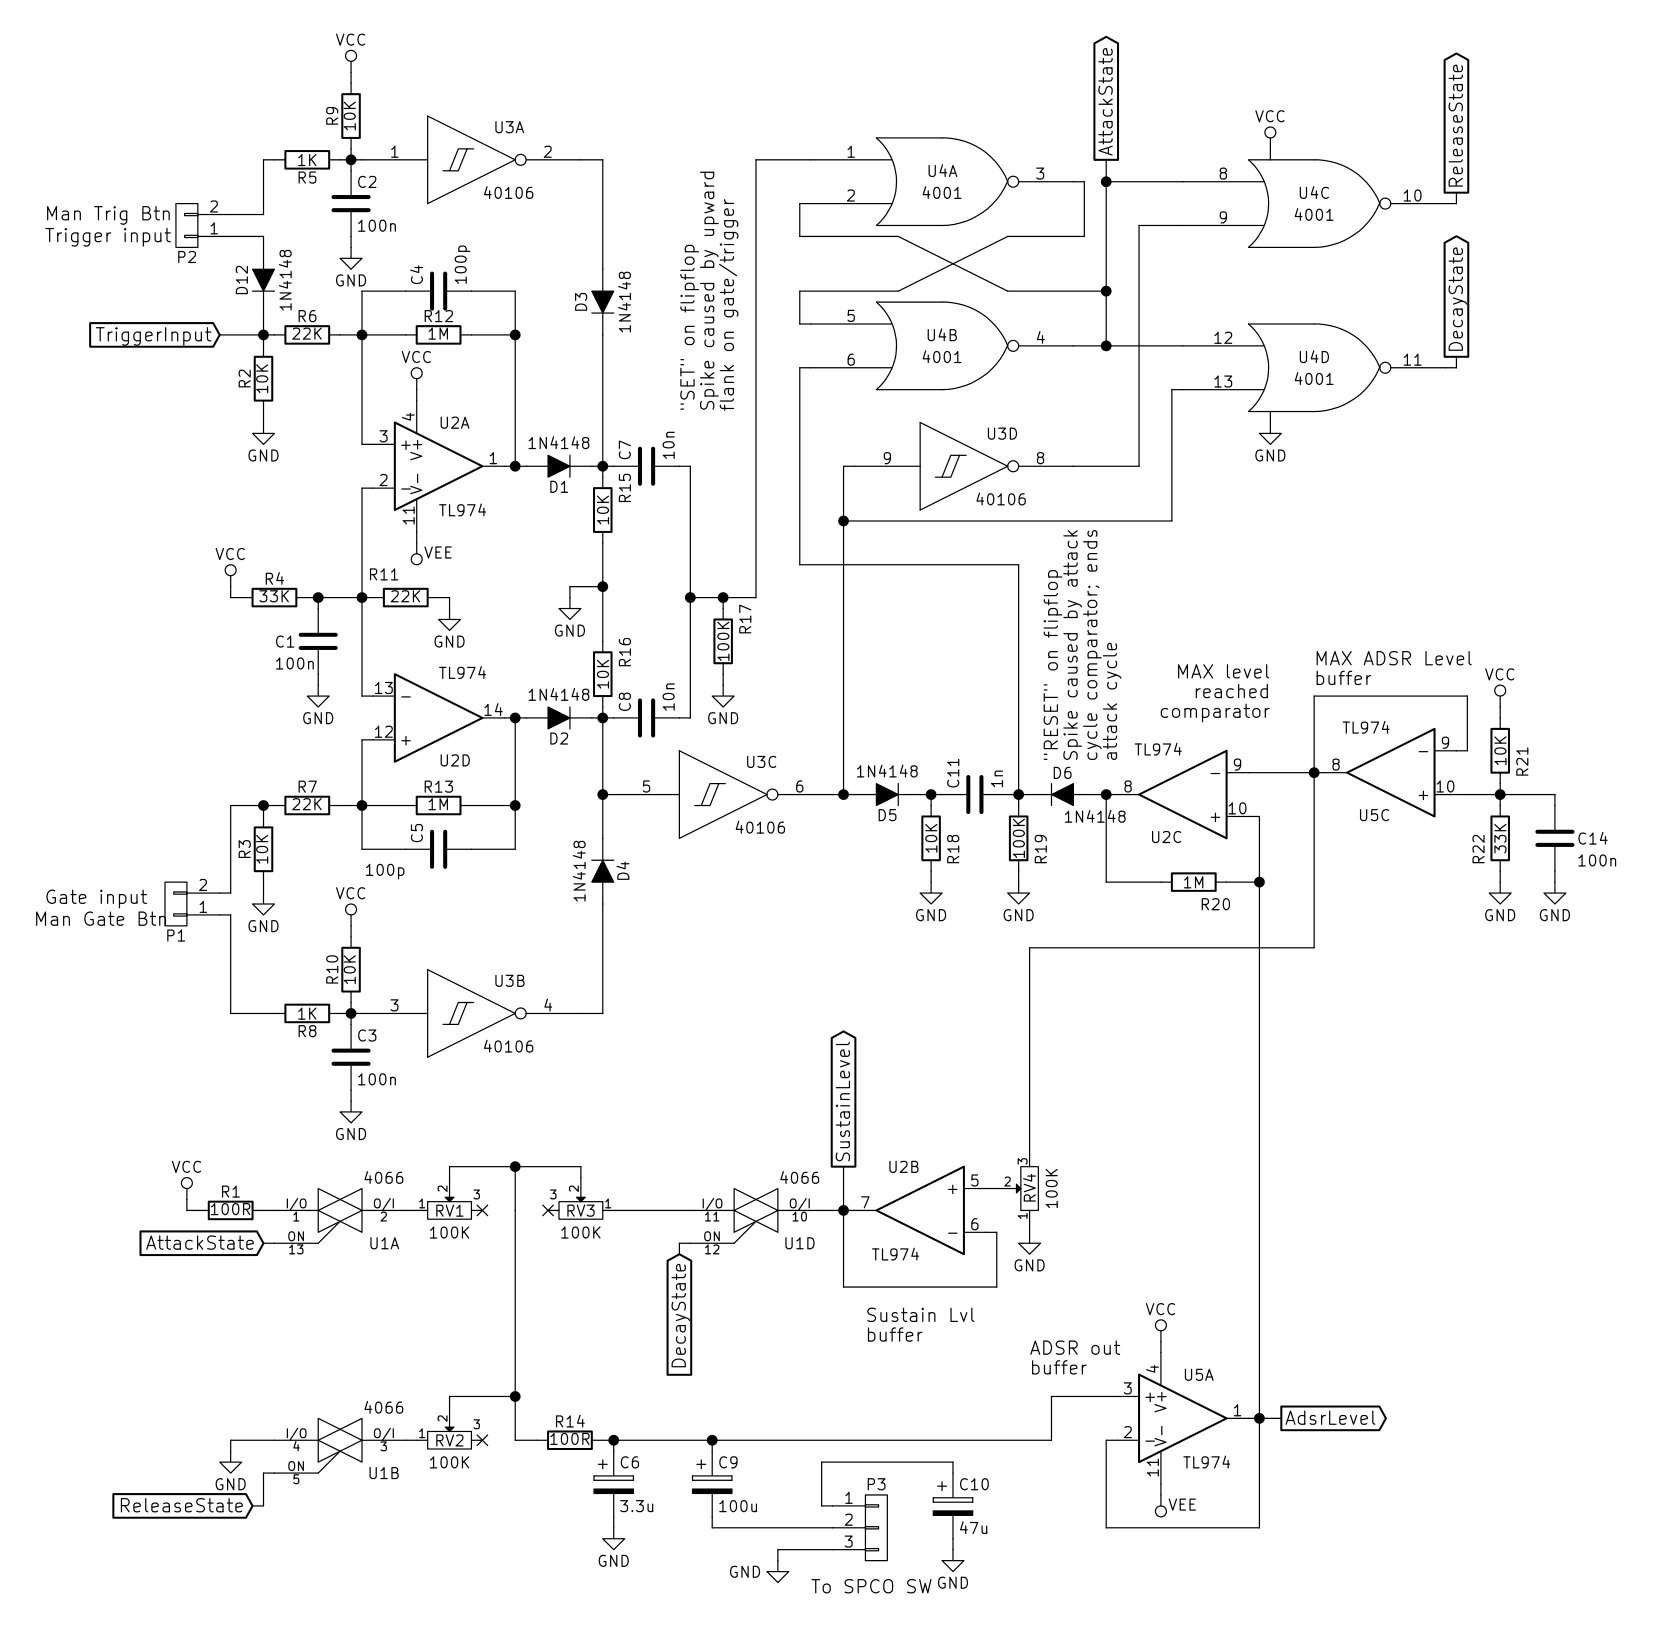 VCC
R9
10K
U3A
1
2
40106
1K
R5
C2
100n
GND
Man Trig Btn
Trigger input
2
1
P2
D12
1N4148
TriggerInput
R6
22K
R2
10K
GND
C4
100p
R12
1M
VCC
4
U2A
3
+
V+
2
−
V-
11
1
TL974
VEE
D3
1N4148
1N4148
D1
C7
10n
R15
10K
GND
"SET" on flipflop
Spike caused by upward
flank on gate/trigger
VCC
R4
33K
R11
22K
GND
C1
100n
GND
R16
10K
R17
100K
GND
TL974
13
−
12
+
14
U2D
1N4148
D2
C8
10n
R7
22K
R13
1M
C5
100p
R3
10K
GND
Gate input
Man Gate Btn
2
1
P1
VCC
R10
10K
1K
R8
U3B
3
4
40106
C3
100n
GND
1N4148
D4
U3C
5
6
40106
1
2
U4A
4001
3
5
6
U4B
4001
4
AttackState
VCC
8
9
U4C
4001
10
ReleaseState
12
13
U4D
4001
11
DecayState
GND
U3D
9
8
40106
"RESET" on flipflop
Spike caused by attack
cycle comparator; ends
attack cycle
1N4148
D5
C11
1n
R18
10K
GND
R19
100K
GND
D6
1N4148
MAX level
reached
comparator
TL974
8
9
−
10
+
U2C
1M
R20
MAX ADSR Level
buffer
TL974
8
9
−
10
+
U5C
VCC
R21
10K
R22
33K
GND
C14
100n
GND
VCC
R1
100R
AttackState
4066
I/O
1
O/I
2
ON
13
U1A
1
RV1
2
3
100K
2
3
RV3
1
100K
4066
I/O
11
O/I
10
ON
12
U1D
DecayState
SustainLevel
U2B
7
+
5
−
6
TL974
Sustain Lvl
buffer
3
2
RV4
1
100K
GND
GND
ReleaseState
4066
I/O
4
O/I
3
ON
5
U1B
1
RV2
2
3
100K
R14
100R
+
C6
3.3u
GND
+
C9
100u
P3
1
2
3
GND
To SPCO SW
+
C10
47u
GND
ADSR out
buffer
VCC
4
U5A
3
+
V+
2
−
V-
11
1
TL974
VEE
AdsrLevel